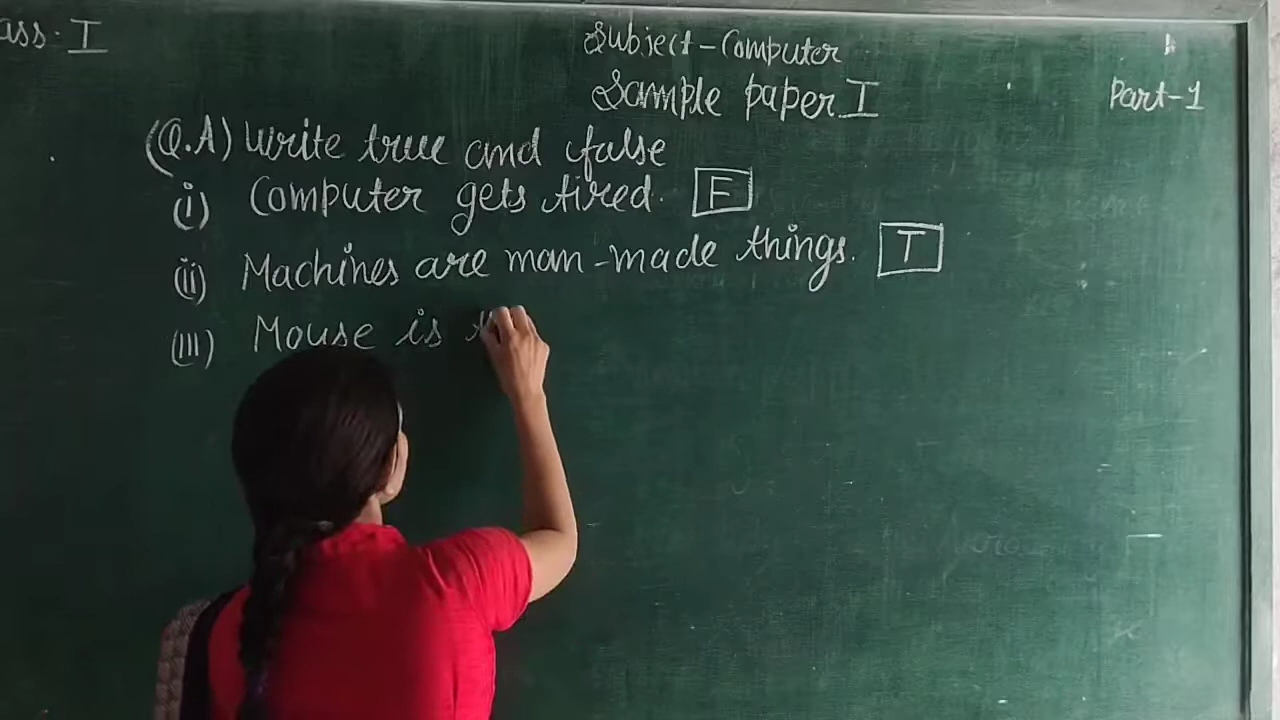 ass. I
Subject-Computer
Sample paper I
Part-1
(Q.A) Write true and false
(i) Computer gets tired. F
(ii) Machines are man-made things. T
(III) Mouse is